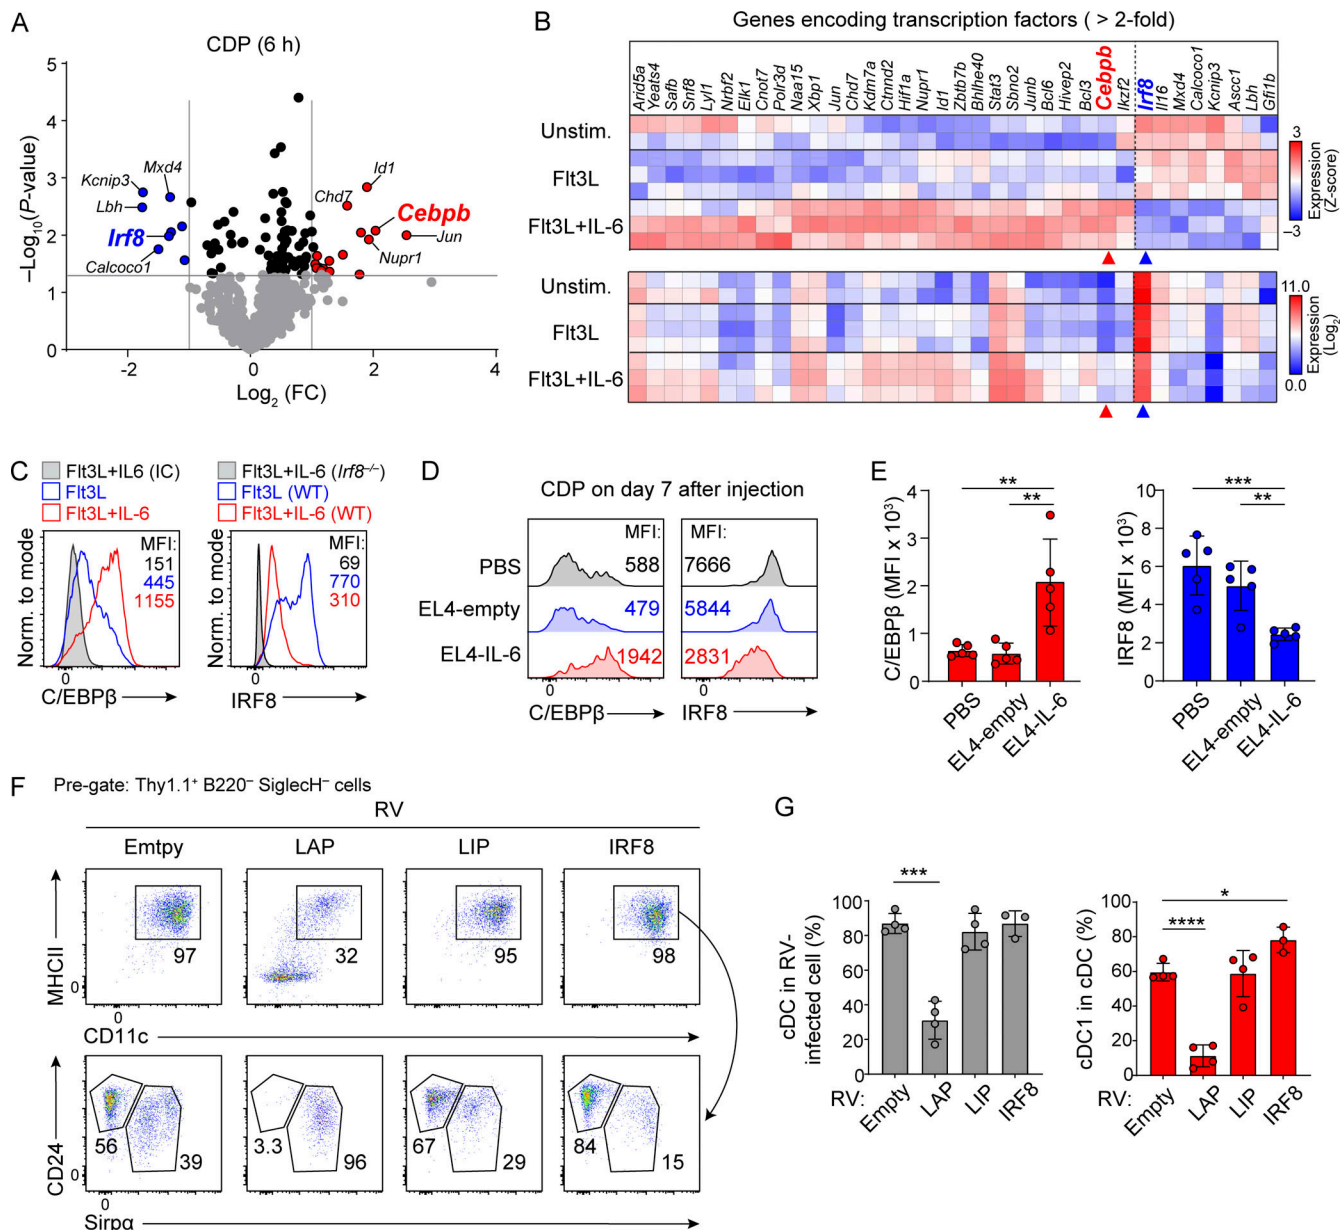 A
CDP (6 h)
5
4
3
2
1
0
–Log10(P-value)
-2
0
2
4
Log2 (FC)
Kcnip3
Mxd4
Lbh
Irf8
Calcoco1
Id1
Chd7
Cebpb
Jun
Nupr1
B
Genes encoding transcription factors ( > 2-fold)
Arid5a
Yeats4
Safb
Snf8
Lyl1
Nrbf2
Elk1
Cnot7
Polr3d
Naa15
Xbp1
Jun
Chd7
Kdm7a
Ctnnd2
Hif1a
Nupr1
Id1
Zbtb7b
Bhlhe40
Stat3
Sbno2
Junb
Bcl6
Hivep2
Bcl3
Cebpb
Ikzf2
Irf8
Il16
Mxd4
Calcoco1
Kcnip3
Ascc1
Lbh
Gfi1b
Unstim.
Flt3L
Flt3L+IL-6
3
–3
Expression
(Z-score)
Unstim.
Flt3L
Flt3L+IL-6
11.0
0.0
Expression
(Log2)
C
Flt3L+IL6 (IC)
Flt3L
Flt3L+IL-6
Norm. to mode
MFI:
151
445
1155
0
C/EBPβ
Flt3L+IL-6 (Irf8–/–)
Flt3L (WT)
Flt3L+IL-6 (WT)
Norm. to mode
MFI:
69
770
310
0
IRF8
D
CDP on day 7 after injection
MFI:
MFI:
PBS
588
7666
EL4-empty
479
5844
EL4-IL-6
1942
2831
0
0
C/EBPβ
IRF8
E
C/EBPβ (MFI x 10³)
4
3
2
1
0
**
**
PBS
EL4-empty
EL4-IL-6
IRF8 (MFI x 10³)
10
8
6
4
2
0
***
**
PBS
EL4-empty
EL4-IL-6
F
Pre-gate: Thy1.1⁺ B220⁻ SiglecH⁻ cells
RV
Emtpy
LAP
LIP
IRF8
MHCII
0
97
32
95
98
0
CD11c
CD24
0
56
39
3.3
96
67
29
84
15
0
Sirpα
G
cDC in RV-
infected cell (%)
100
80
60
40
20
0
***
RV:
Empty
LAP
LIP
IRF8
cDC1 in cDC (%)
100
80
60
40
20
0
*
****
RV:
Empty
LAP
LIP
IRF8